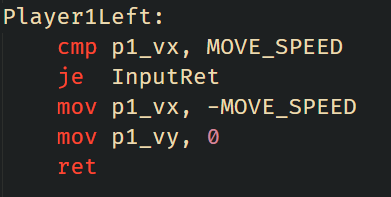 Player1Left:
    cmp p1_vx, MOVE_SPEED
    je  InputRet
    mov p1_vx, -MOVE_SPEED
    mov p1_vy, 0
    ret